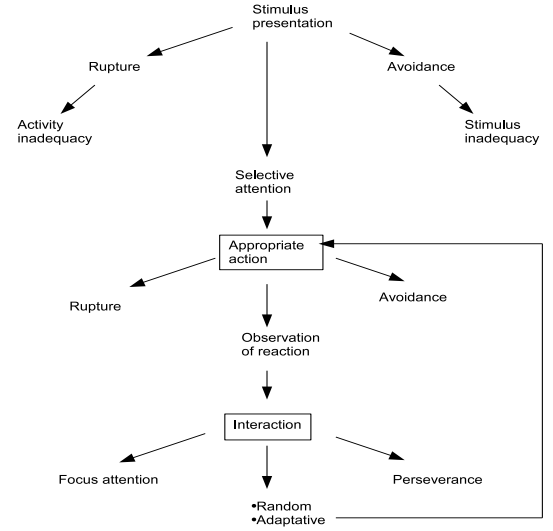 Stimulus
presentation
Rupture
Avoidance
Activity
inadequacy
Stimulus
inadequacy
Selective
attention
Appropriate
action
Rupture
Avoidance
Observation
of reaction
Interaction
Focus attention
Perseverance
•Random
•Adaptative